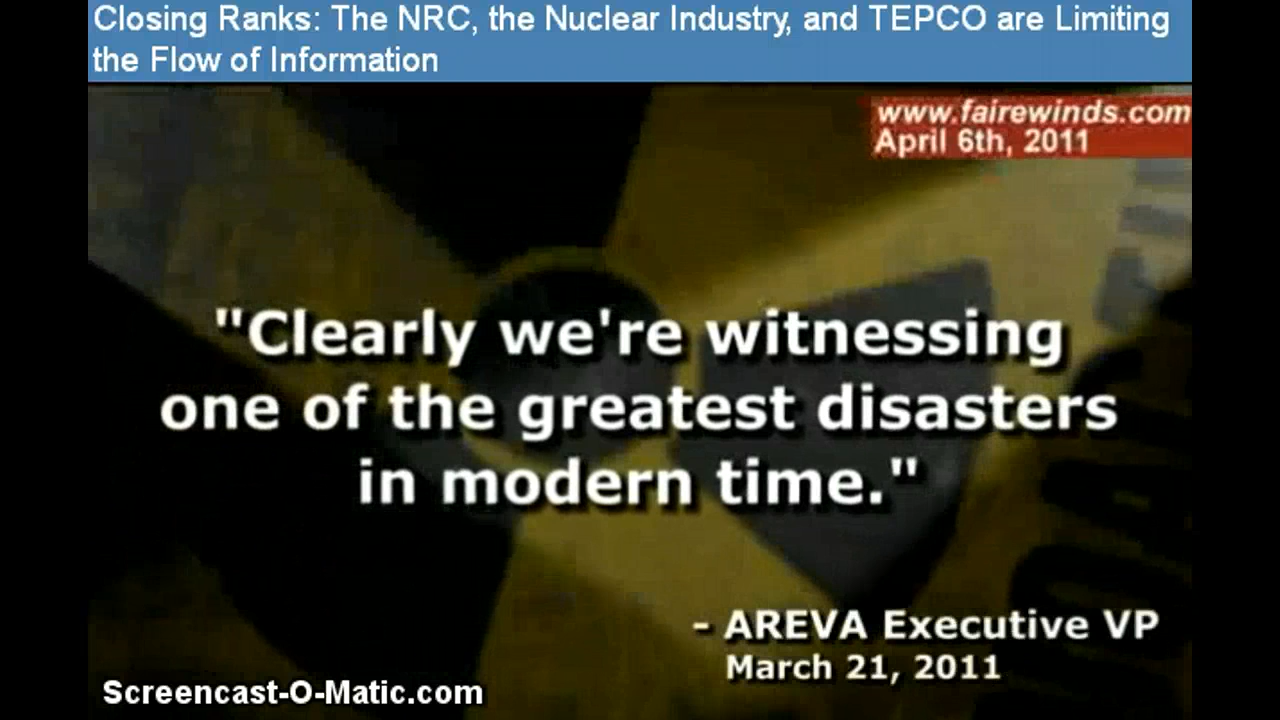 Closing Ranks: The NRC, the Nuclear Industry, and TEPCO are Limiting
the Flow of Information
www.fairewinds.com
April 6th, 2011
"Clearly we're witnessing
one of the greatest disasters
in modern time."
- AREVA Executive VP
March 21, 2011
Screencast-O-Matic.com